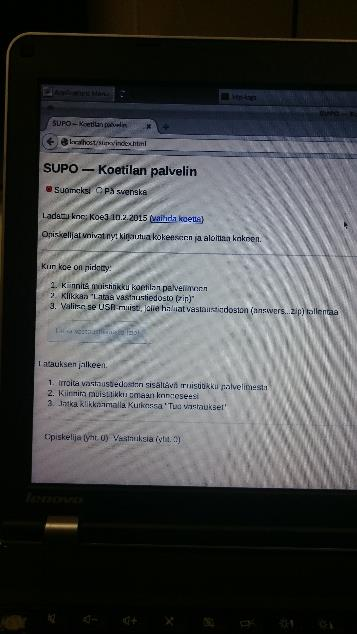 Applications Menu
SUPO — Koetilan palvelin
localhost/supo/index.html
SUPO — Koetilan palvelin
Suomeksi På svenska
Ladattu koe: Koe3 10.2.2015 (vaihda koetta)
Opiskelijat voivat nyt kirjautua kokeeseen ja aloittaa kokeen.
Kun koe on pidetty:
1. Kiinnitä muistitikku koetilan palvelimeen
2. Klikkaa "Lataa vastaustiedosto (zip)"
3. Valitse se USB-muisti, jolle haluat vastaustiedoston (answers...zip) tallentaa
Lataa vastaustiedosto (zip)
Latauksen jälkeen:
1. Irroita vastaustiedoston sisältävä muistitikku palvelimesta
2. Kiinnitä muistitikku omaan koneeseesi
3. Jatka klikkaamalla Kurkossa "Tuo vastaukset"
Opiskelija (yht. 0) Vastauksia (yht. 0)
lenovo